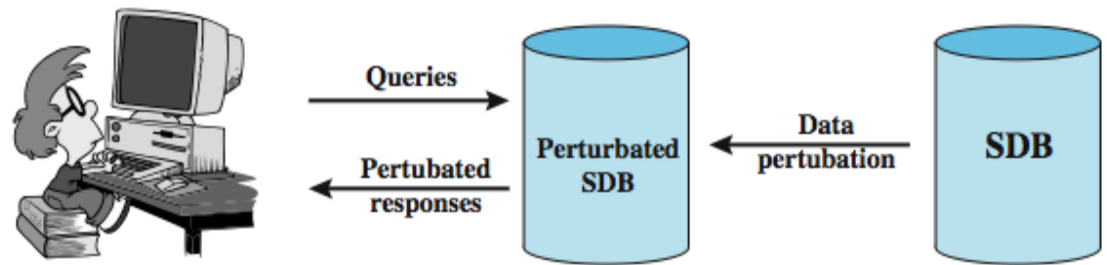 Queries
Pertubated
responses
Perturbated
SDB
Data
pertubation
SDB